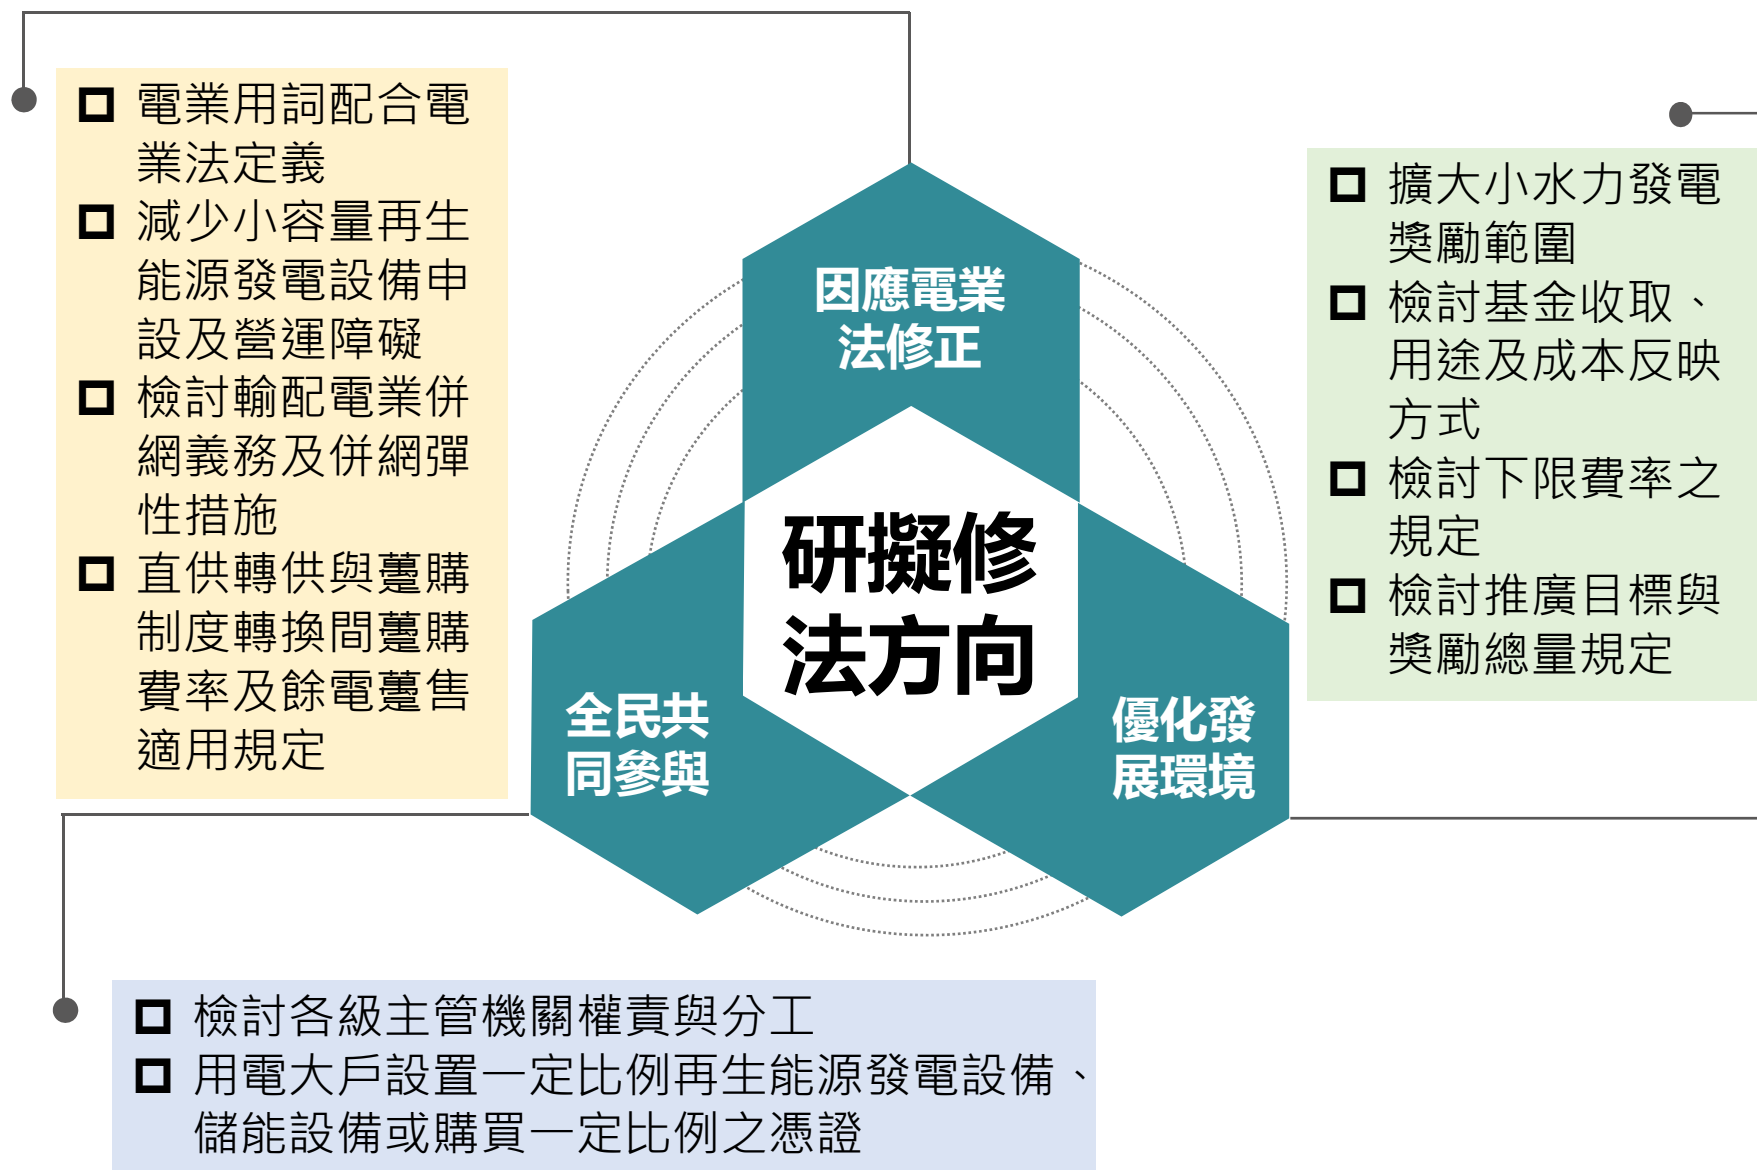 電業用詞配合電
業法定義
減少小容量再生
能源發電設備申
設及營運障礙
檢討輸配電業併
網義務及併網彈
性措施
直供轉供與躉購
制度轉換間躉購
費率及餘電躉售
適用規定
因應電業
法修正
研擬修
法方向
全民共
同參與
優化發
展環境
擴大小水力發電
獎勵範圍
檢討基金收取、
用途及成本反映
方式
檢討下限費率之
規定
檢討推廣目標與
獎勵總量規定
檢討各級主管機關權責與分工
用電大戶設置一定比例再生能源發電設備、
儲能設備或購買一定比例之憑證